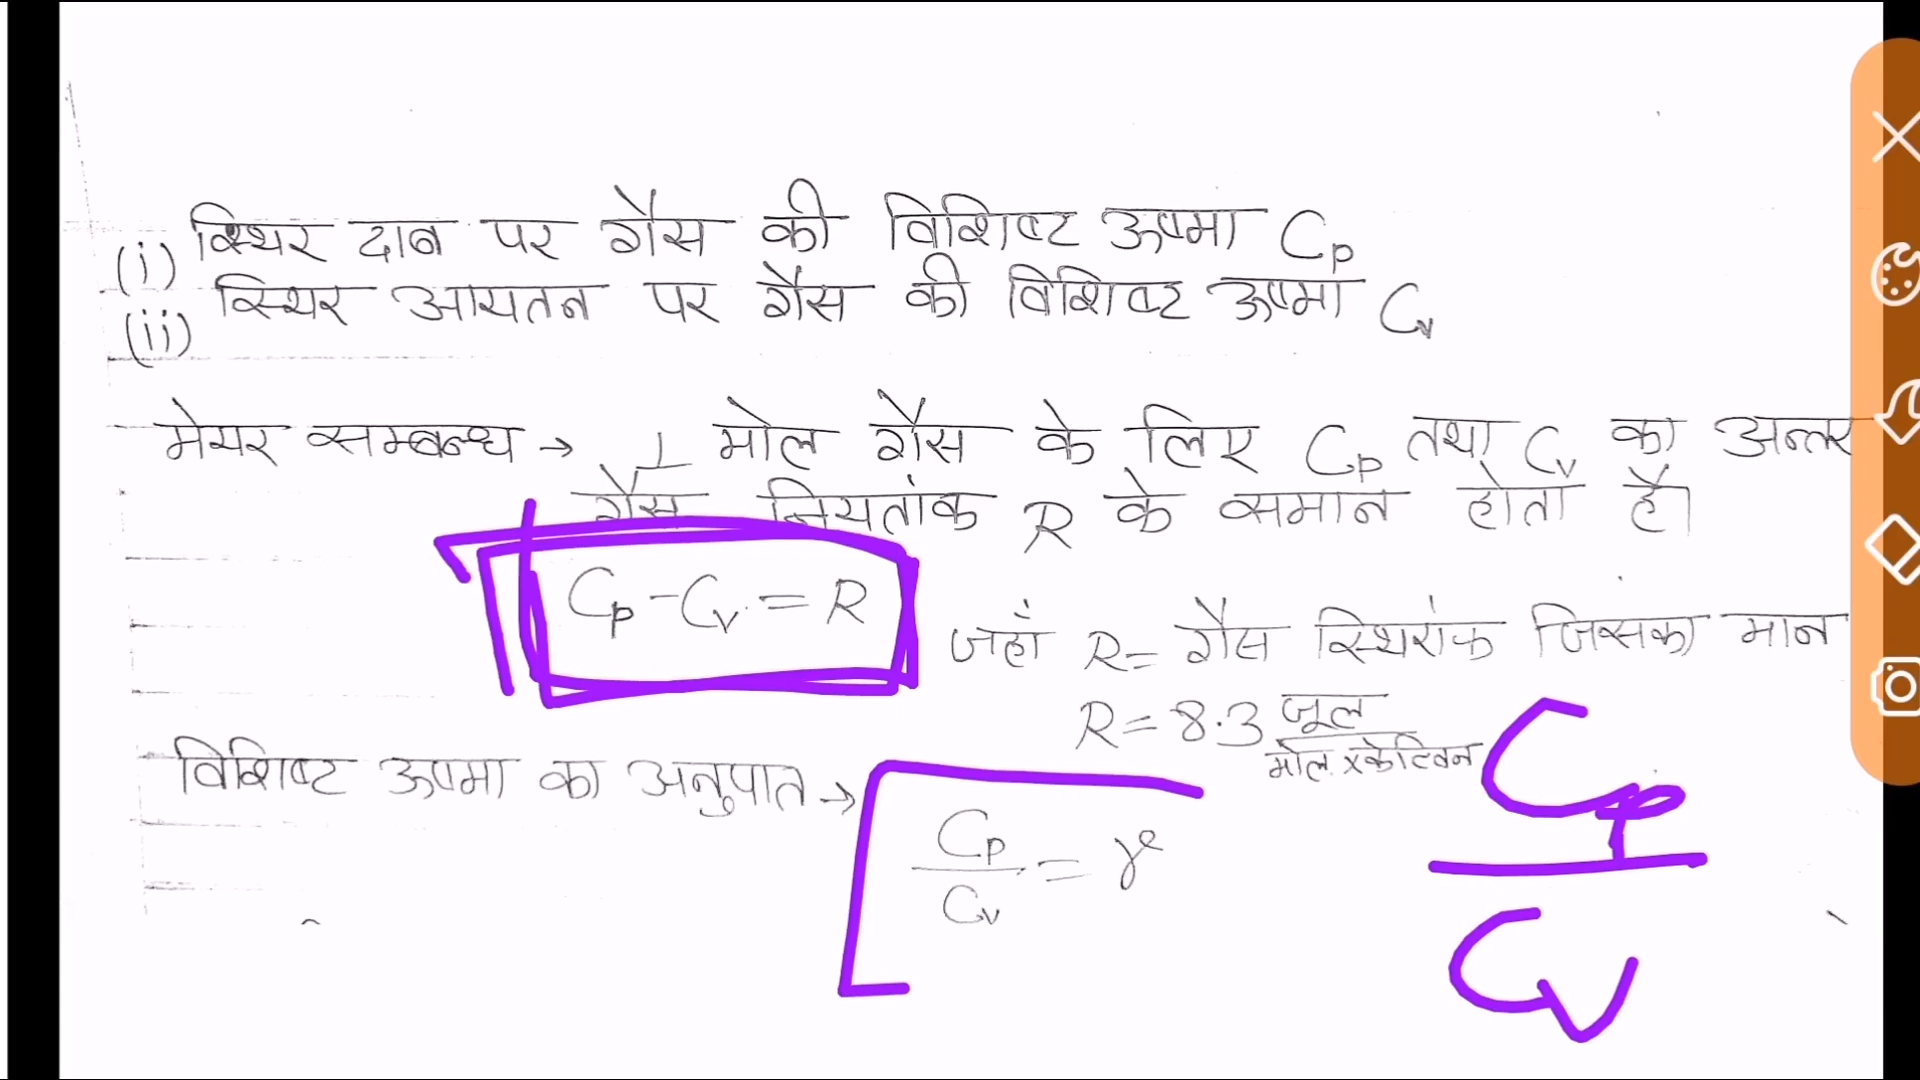 (i) स्थिर दाब पर गैस की विशिष्ट ऊष्मा Cp
(ii) स्थिर आयतन पर गैस की विशिष्ट ऊष्मा Cv
मेयर सम्बन्ध → 1 मोल गैस के लिए Cp तथा Cv का अन्तर
गैस नियतांक R के समान होता है।
Cp - Cv = R
जहाँ R = गैस स्थिरांक जिसका मान
R = 8.3 जूल / मोल x केल्विन
विशिष्ट ऊष्मा का अनुपात → Cp / Cv = γ
Cp / Cv